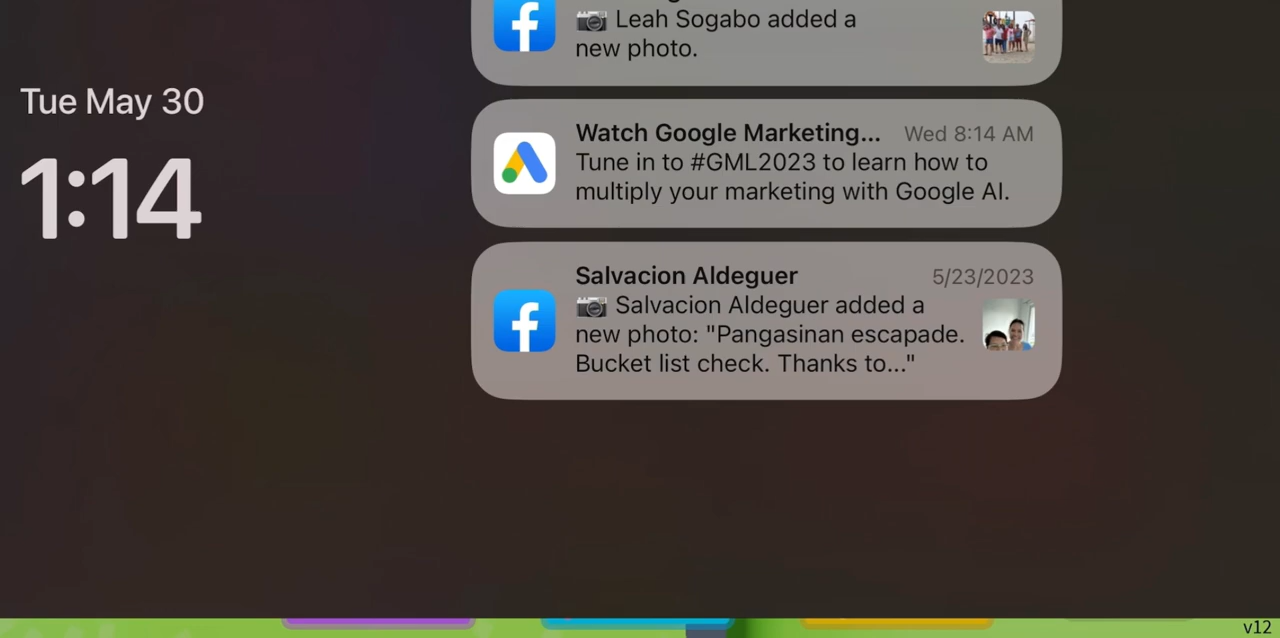 Leah Sogabo added a
new photo.
Tue May 30
1:14
Watch Google Marketing... Wed 8:14 AM
Tune in to #GML2023 to learn how to
multiply your marketing with Google AI.
Salvacion Aldeguer 5/23/2023
Salvacion Aldeguer added a
new photo: "Pangasinan escapade.
Bucket list check. Thanks to..."
v12